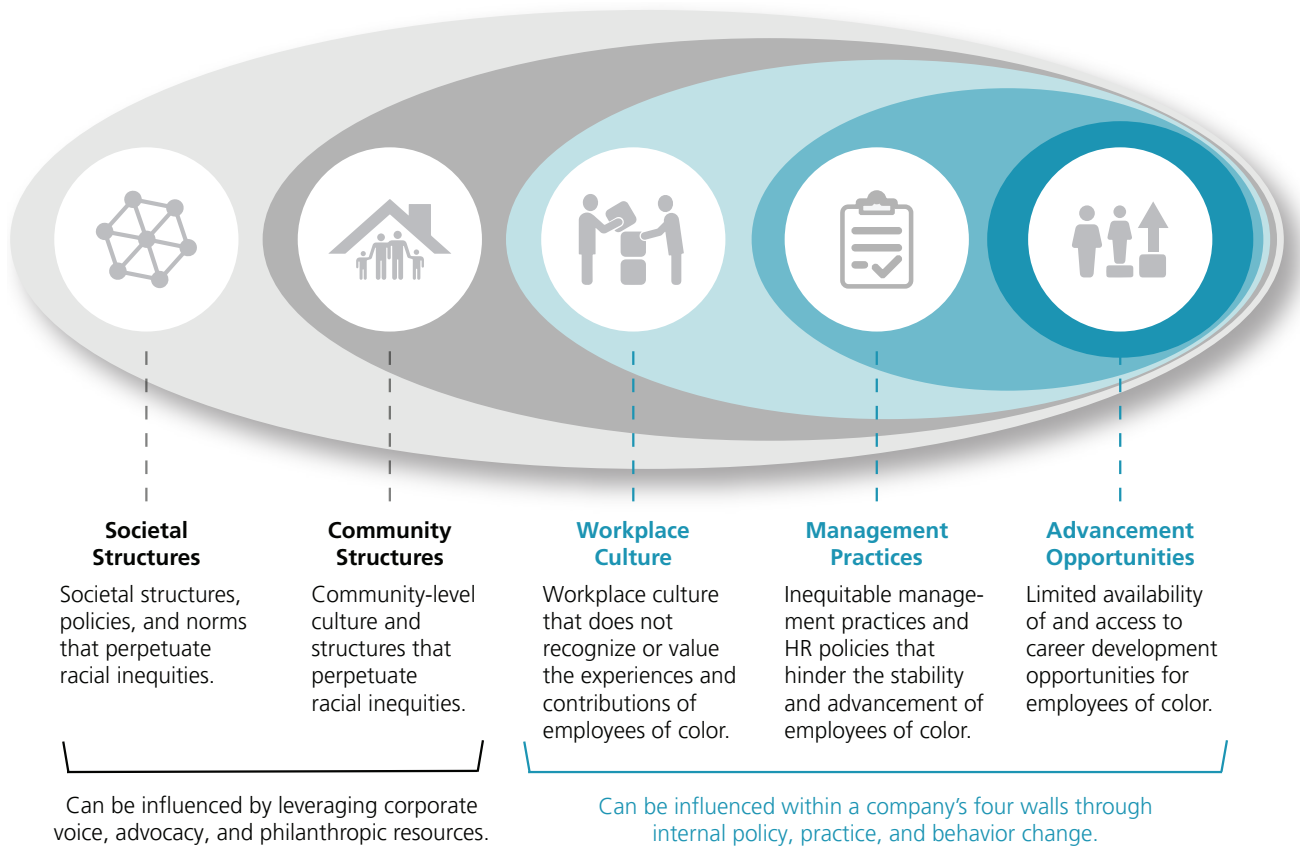 Societal
Structures
Societal structures,
policies, and norms
that perpetuate
racial inequities.
Community
Structures
Community-level
culture and
structures that
perpetuate
racial inequities.
Workplace
Culture
Workplace culture
that does not
recognize or value
the experiences and
contributions of
employees of color.
Management
Practices
Inequitable manage-
ment practices and
HR policies that
hinder the stability
and advancement of
employees of color.
Advancement
Opportunities
Limited availability
of and access to
career development
opportunities for
employees of color.
Can be influenced by leveraging corporate
voice, advocacy, and philanthropic resources.
Can be influenced within a company’s four walls through
internal policy, practice, and behavior change.